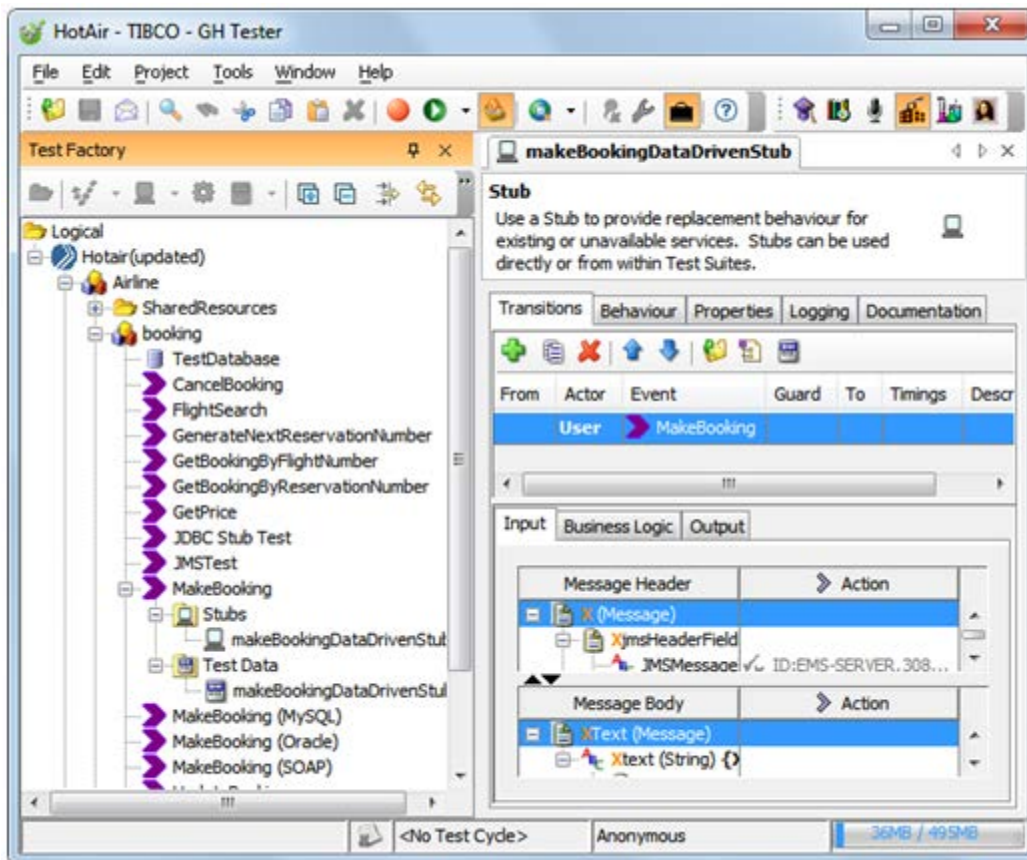 HotAir - TIBCO - GH Tester
File Edit Project Tools Window Help
Test Factory
makeBookingDataDrivenStub
Stub
Use a Stub to provide replacement behaviour for
existing or unavailable services. Stubs can be used
directly or from within Test Suites.
Logical
Hotair(updated)
Airline
SharedResources
booking
TestDatabase
CancelBooking
FlightSearch
GenerateNextReservationNumber
GetBookingByFlightNumber
GetBookingByReservationNumber
GetPrice
JDBC Stub Test
JMSTest
MakeBooking
Stubs
makeBookingDataDrivenStub
Test Data
makeBookingDataDrivenStul
MakeBooking (MySQL)
MakeBooking (Oracle)
MakeBooking (SOAP)
Transitions Behaviour Properties Logging Documentation
From Actor Event Guard To Timings Descr
User MakeBooking
Input Business Logic Output
Message Header Action
X (Message)
XjmsHeaderField
JMSMessage ID:EMS-SERVER.308...
Message Body Action
XText (Message)
Xtext (String) {}
<No Test Cycle> Anonymous 36MB / 495MB